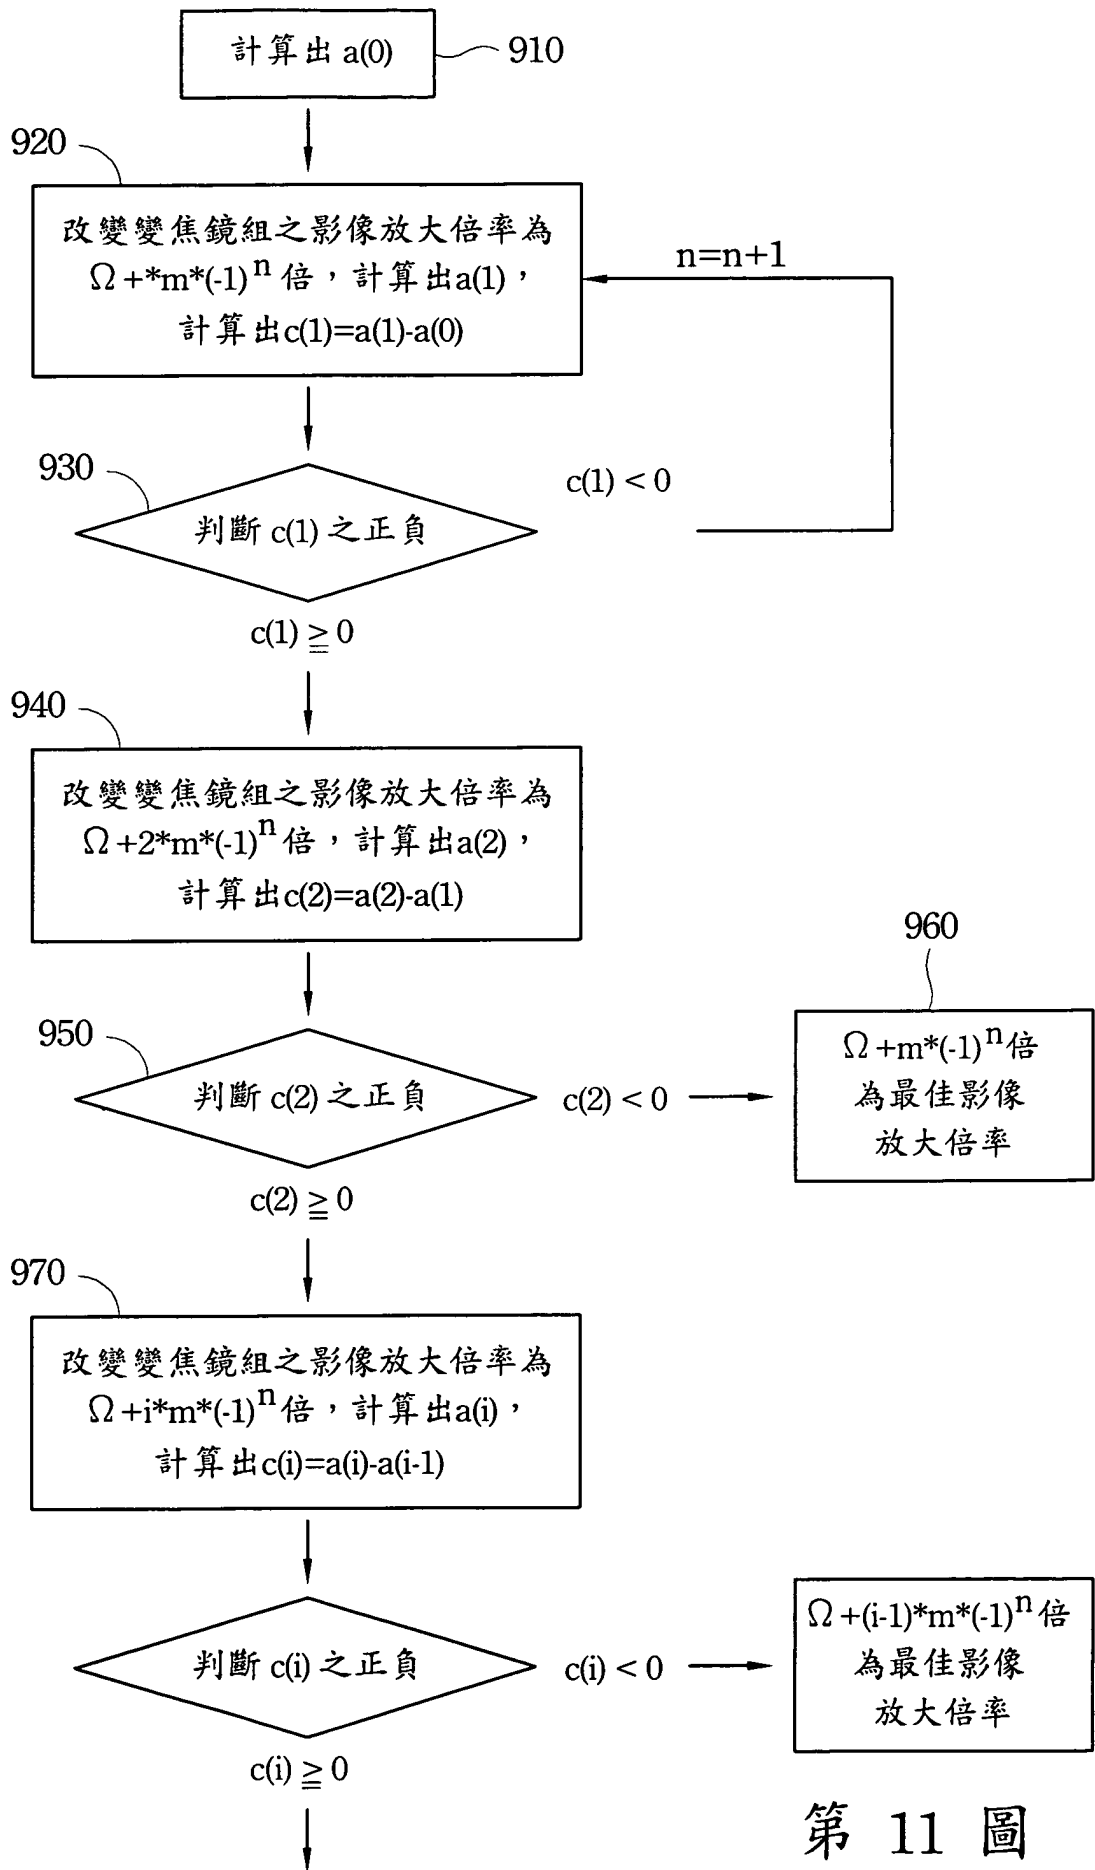 計算出 a(0)
910
920
改變變焦鏡組之影像放大倍率為
Ω+*m*(-1)^n倍，計算出a(1)，
計算出c(1)=a(1)-a(0)
n=n+1
930
判斷 c(1) 之正負
c(1) < 0
c(1) ≧ 0
940
改變變焦鏡組之影像放大倍率為
Ω+2*m*(-1)^n倍，計算出a(2)，
計算出c(2)=a(2)-a(1)
950
判斷 c(2) 之正負
c(2) < 0
960
Ω+m*(-1)^n倍
為最佳影像
放大倍率
c(2) ≧ 0
970
改變變焦鏡組之影像放大倍率為
Ω+i*m*(-1)^n倍，計算出a(i)，
計算出c(i)=a(i)-a(i-1)
判斷 c(i) 之正負
c(i) < 0
Ω+(i-1)*m*(-1)^n倍
為最佳影像
放大倍率
c(i) ≧ 0
第 11 圖